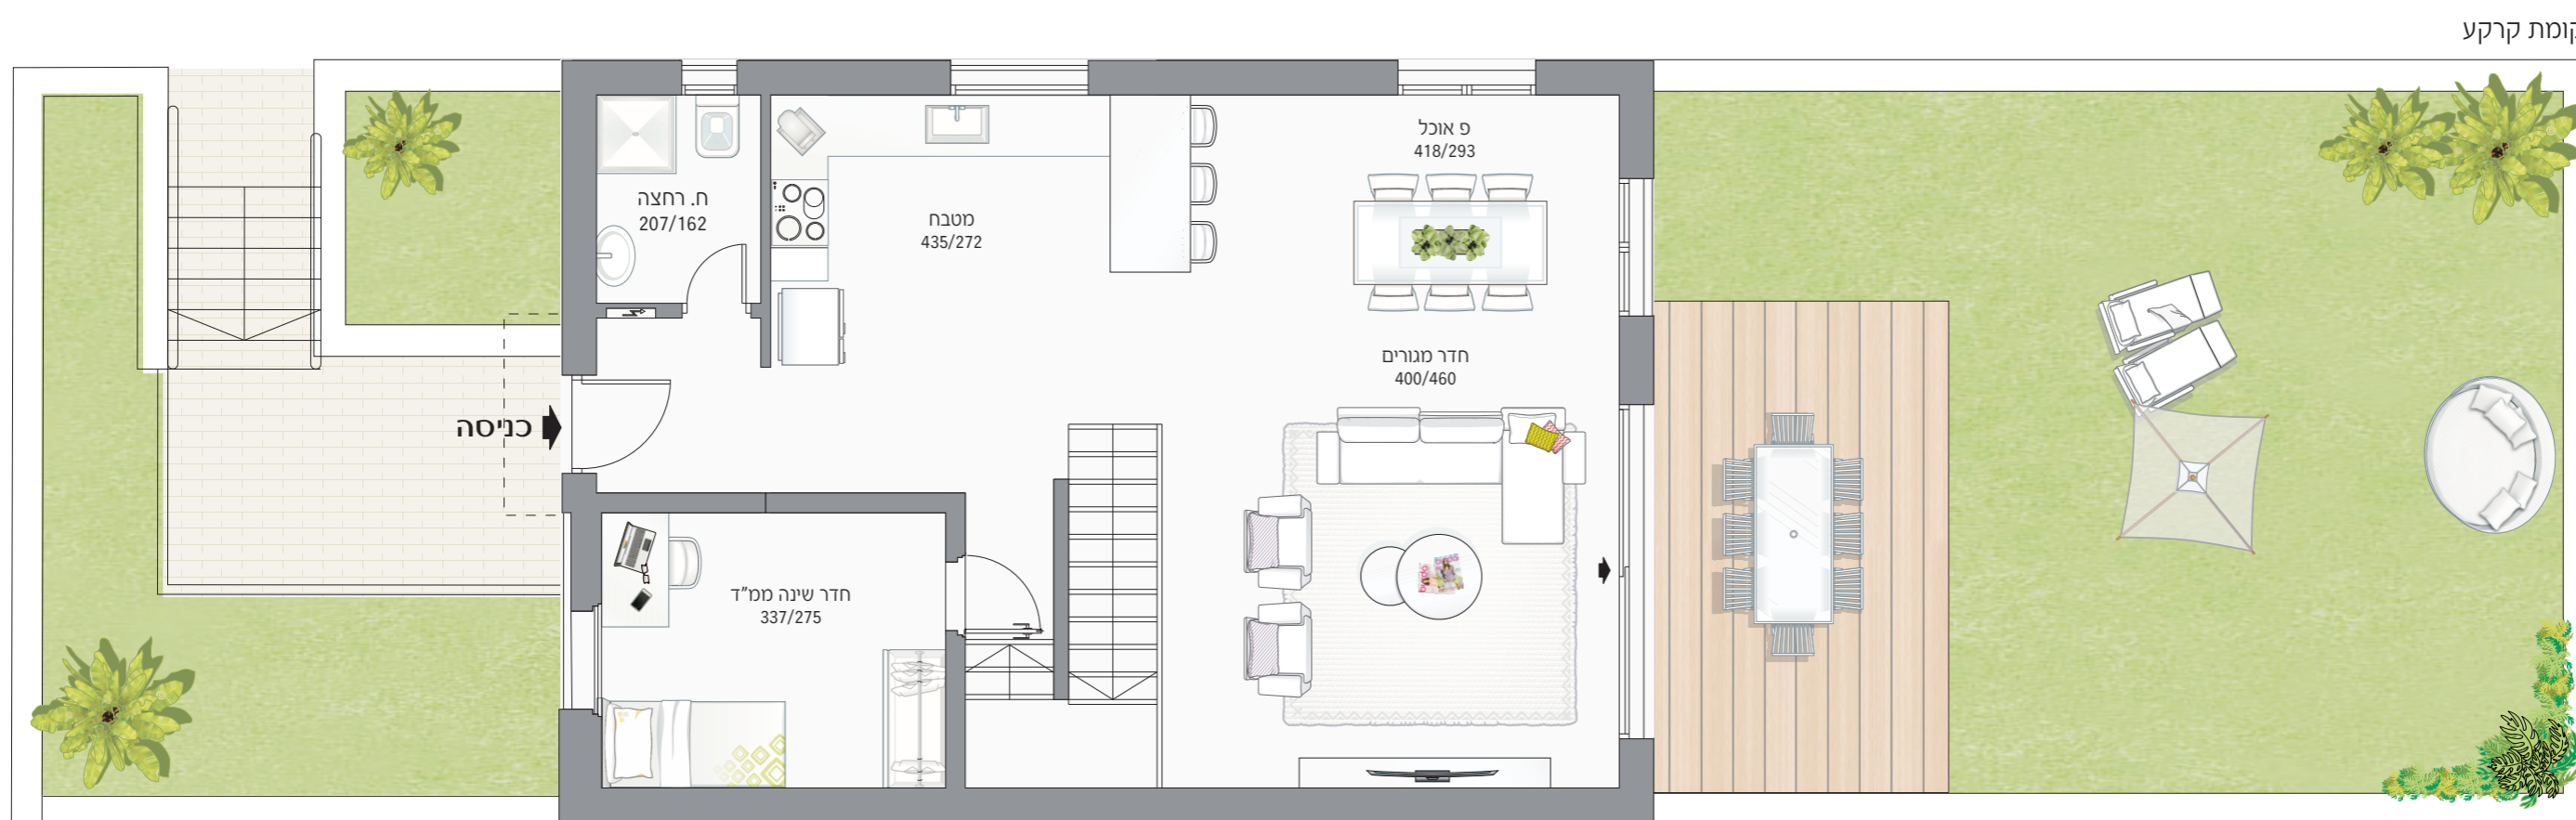 קומת קרקע
פ אוכל
418/293
ח. רחצה
207/162
מטבח
435/272
חדר מגורים
400/460
כניסה
חדר שינה ממ"ד
337/275